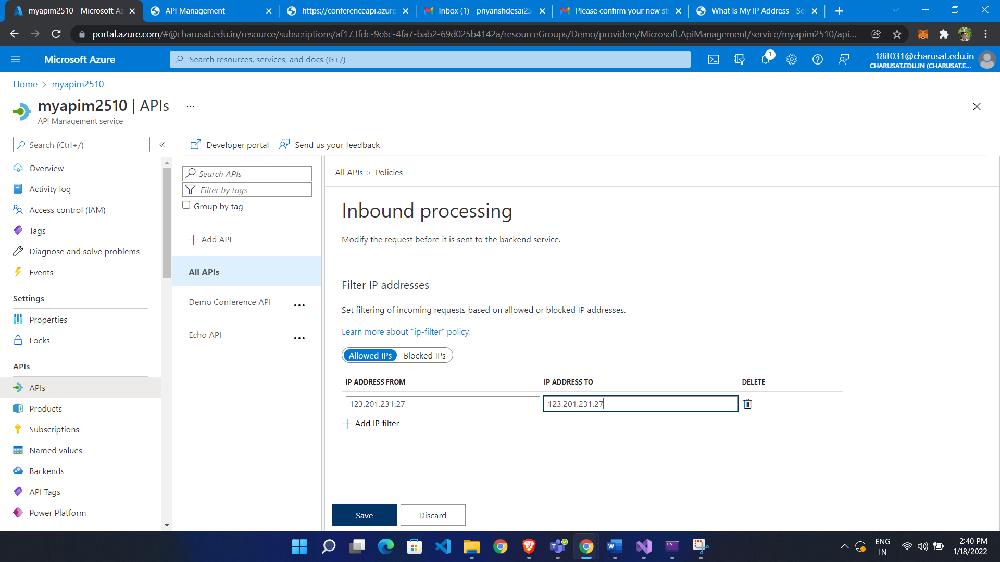 myapim2510 - Microsoft Az
API Management
https://conferenceapi.azure
Inbox (1) - priyanshdesai25
Please confirm your new stu
What Is My IP Address - See
portal.azure.com/#@charusat.edu.in/resource/subscriptions/af173fdc-9c6c-4fa7-bab2-69d025b4142a/resourceGroups/Demo/providers/Microsoft.ApiManagement/service/myapim2510/api...
Microsoft Azure
Search resources, services, and docs (G+/)
1
18it031@charusat.edu.in
CHARUSAT.EDU.IN (CHARUSAT.E...
Home > myapim2510
myapim2510 | APIs ...
API Management service
Search (Ctrl+/)
«
Overview
Activity log
Access control (IAM)
Tags
Diagnose and solve problems
Events
Settings
Properties
Locks
APIs
APIs
Products
Subscriptions
Named values
Backends
API Tags
Power Platform
Developer portal
Send us your feedback
Search APIs
Filter by tags
Group by tag
Add API
All APIs
Demo Conference API
Echo API
All APIs > Policies
Inbound processing
Modify the request before it is sent to the backend service.
Filter IP addresses
Set filtering of incoming requests based on allowed or blocked IP addresses.
Learn more about "ip-filter" policy.
Allowed IPs Blocked IPs
IP ADDRESS FROM IP ADDRESS TO DELETE
123.201.231.27 123.201.231.27
Add IP filter
Save Discard
ENG
IN
2:40 PM
1/18/2022